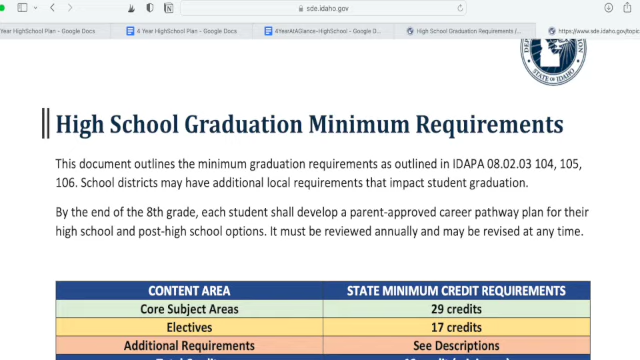 sde.idaho.gov
Year HighSchool Plan - Google Docs
4 Year HighSchool Plan - Google Docs
4YearAtAGlance-HighSchool - Google D...
High School Graduation Requirements /...
https://www.sde.idaho.gov/topic
STATE OF IDAHO
High School Graduation Minimum Requirements
This document outlines the minimum graduation requirements as outlined in IDAPA 08.02.03 104, 105,
106. School districts may have additional local requirements that impact student graduation.
By the end of the 8th grade, each student shall develop a parent-approved career pathway plan for their
high school and post-high school options. It must be reviewed annually and may be revised at any time.
CONTENT AREA STATE MINIMUM CREDIT REQUIREMENTS
Core Subject Areas 29 credits
Electives 17 credits
Additional Requirements See Descriptions